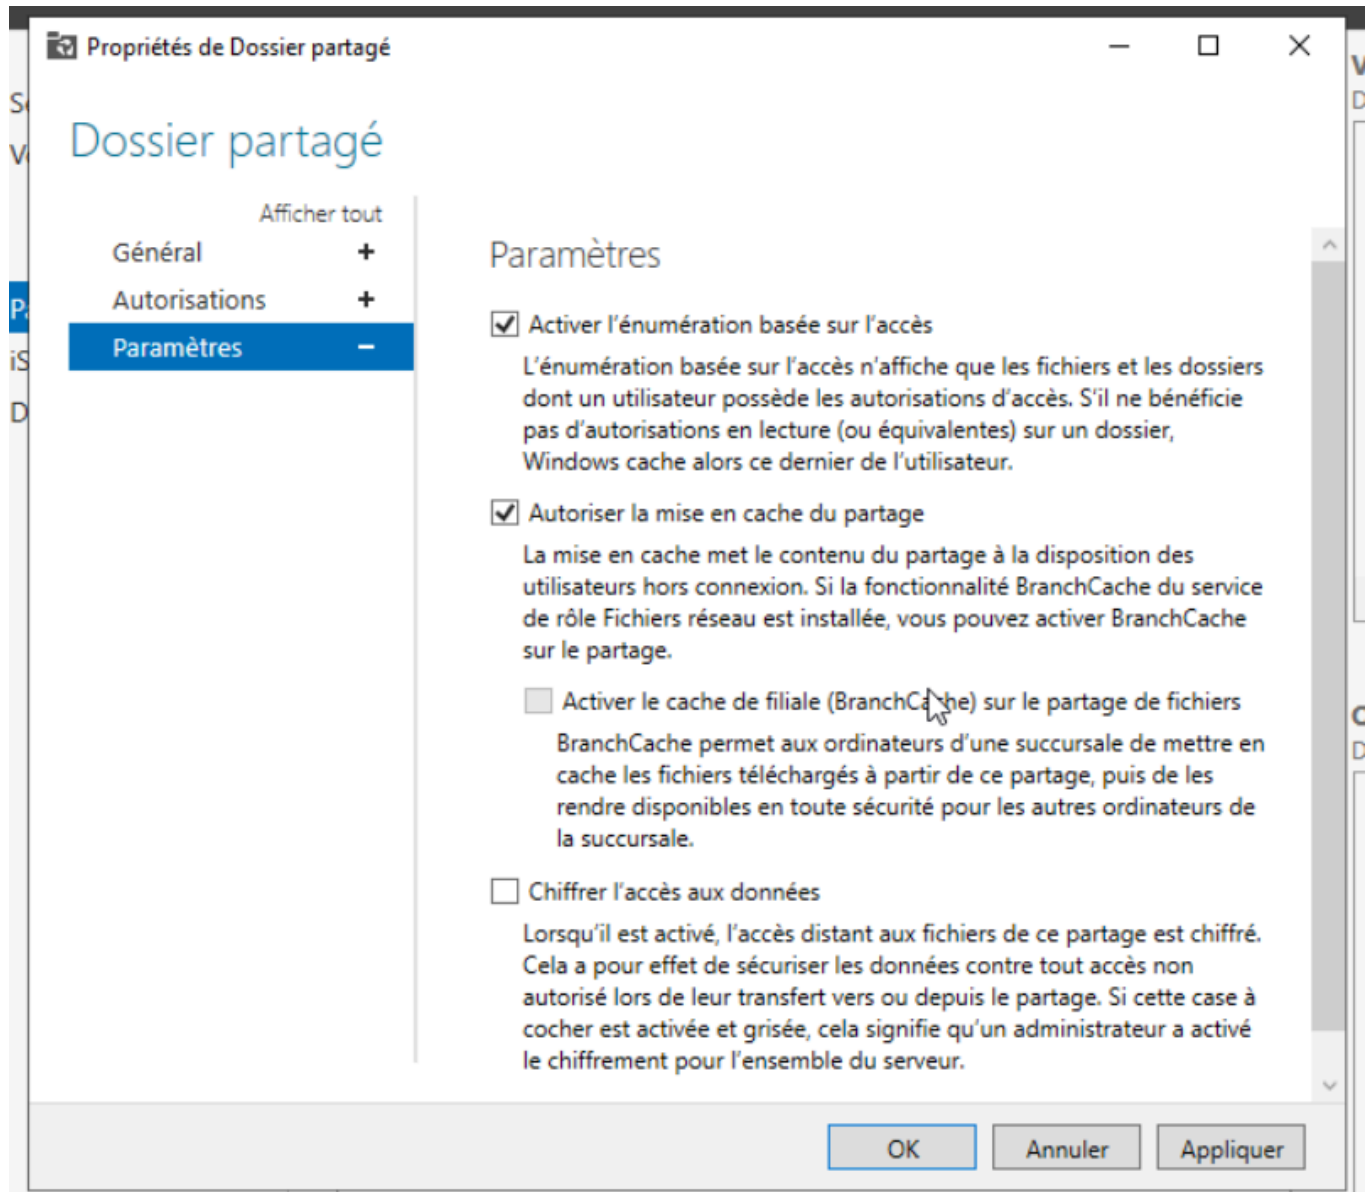 Propriétés de Dossier partagé
Dossier partagé
Afficher tout
Général
Autorisations
Paramètres
Paramètres
Activer l'énumération basée sur l'accès
L'énumération basée sur l'accès n'affiche que les fichiers et les dossiers
dont un utilisateur possède les autorisations d'accès. S'il ne bénéficie
pas d'autorisations en lecture (ou équivalentes) sur un dossier,
Windows cache alors ce dernier de l'utilisateur.
Autoriser la mise en cache du partage
La mise en cache met le contenu du partage à la disposition des
utilisateurs hors connexion. Si la fonctionnalité BranchCache du service
de rôle Fichiers réseau est installée, vous pouvez activer BranchCache
sur le partage.
Activer le cache de filiale (BranchCache) sur le partage de fichiers
BranchCache permet aux ordinateurs d'une succursale de mettre en
cache les fichiers téléchargés à partir de ce partage, puis de les
rendre disponibles en toute sécurité pour les autres ordinateurs de
la succursale.
Chiffrer l'accès aux données
Lorsqu'il est activé, l'accès distant aux fichiers de ce partage est chiffré.
Cela a pour effet de sécuriser les données contre tout accès non
autorisé lors de leur transfert vers ou depuis le partage. Si cette case à
cocher est activée et grisée, cela signifie qu'un administrateur a activé
le chiffrement pour l'ensemble du serveur.
OK
Annuler
Appliquer